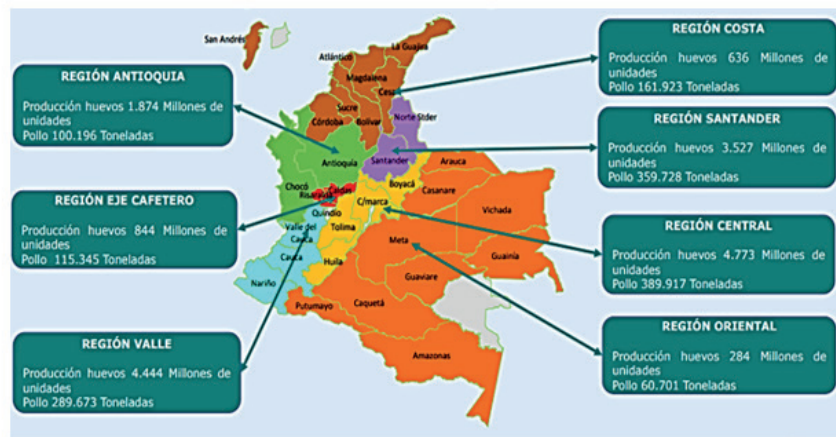 REGIÓN ANTIOQUIA
Producción huevos 1.874 Millones de
unidades
Pollo 100.196 Toneladas
REGIÓN EJE CAFETERO
Producción huevos 844 Millones de
unidades
Pollo 115.345 Toneladas
REGIÓN VALLE
Producción huevos 4.444 Millones de
unidades
Pollo 289.673 Toneladas
San Andrés
La Guajira
Atlántico
Magdalena
Cesar
Sucre
Norte Stder
Córdoba
Bolívar
Antioquia
Santander
Arauca
Boyacá
Chocó
Caldas
Casanare
Risaralda
C/marca
Vichada
Quindío
Valle del
Cauca
Tolima
Meta
Guainía
Cauca
Huila
Guaviare
Nariño
Putumayo
Caquetá
Amazonas
REGIÓN COSTA
Producción huevos 636 Millones de
unidades
Pollo 161.923 Toneladas
REGIÓN SANTANDER
Producción huevos 3.527 Millones de
unidades
Pollo 359.728 Toneladas
REGIÓN CENTRAL
Producción huevos 4.773 Millones de
unidades
Pollo 389.917 Toneladas
REGIÓN ORIENTAL
Producción huevos 284 Millones de
unidades
Pollo 60.701 Toneladas